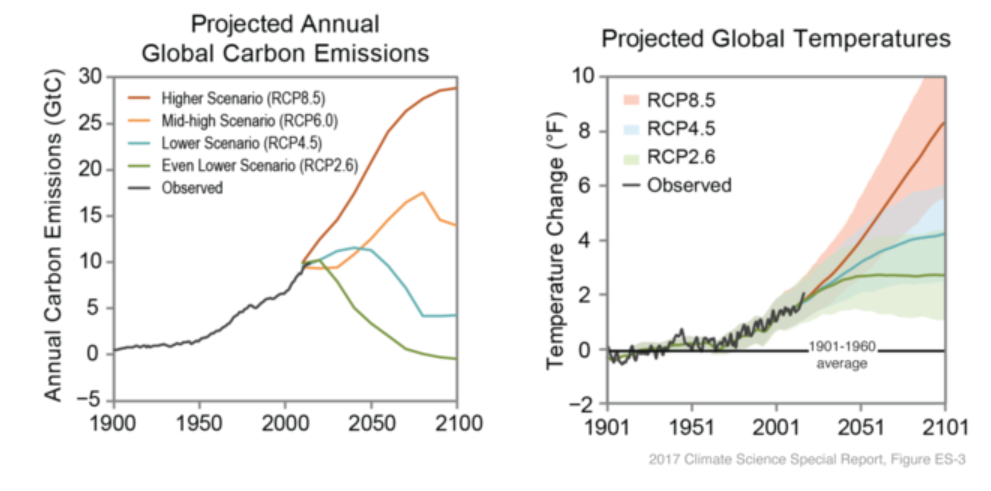 Projected Annual
Global Carbon Emissions
Annual Carbon Emissions (GtC)
30
25
20
15
10
5
0
−5
Higher Scenario (RCP8.5)
Mid-high Scenario (RCP6.0)
Lower Scenario (RCP4.5)
Even Lower Scenario (RCP2.6)
Observed
1900 1950 2000 2050 2100
Projected Global Temperatures
Temperature Change (°F)
10
8
6
4
2
0
−2
RCP8.5
RCP4.5
RCP2.6
Observed
1901-1960
average
1901 1951 2001 2051 2101
2017 Climate Science Special Report, Figure ES-3